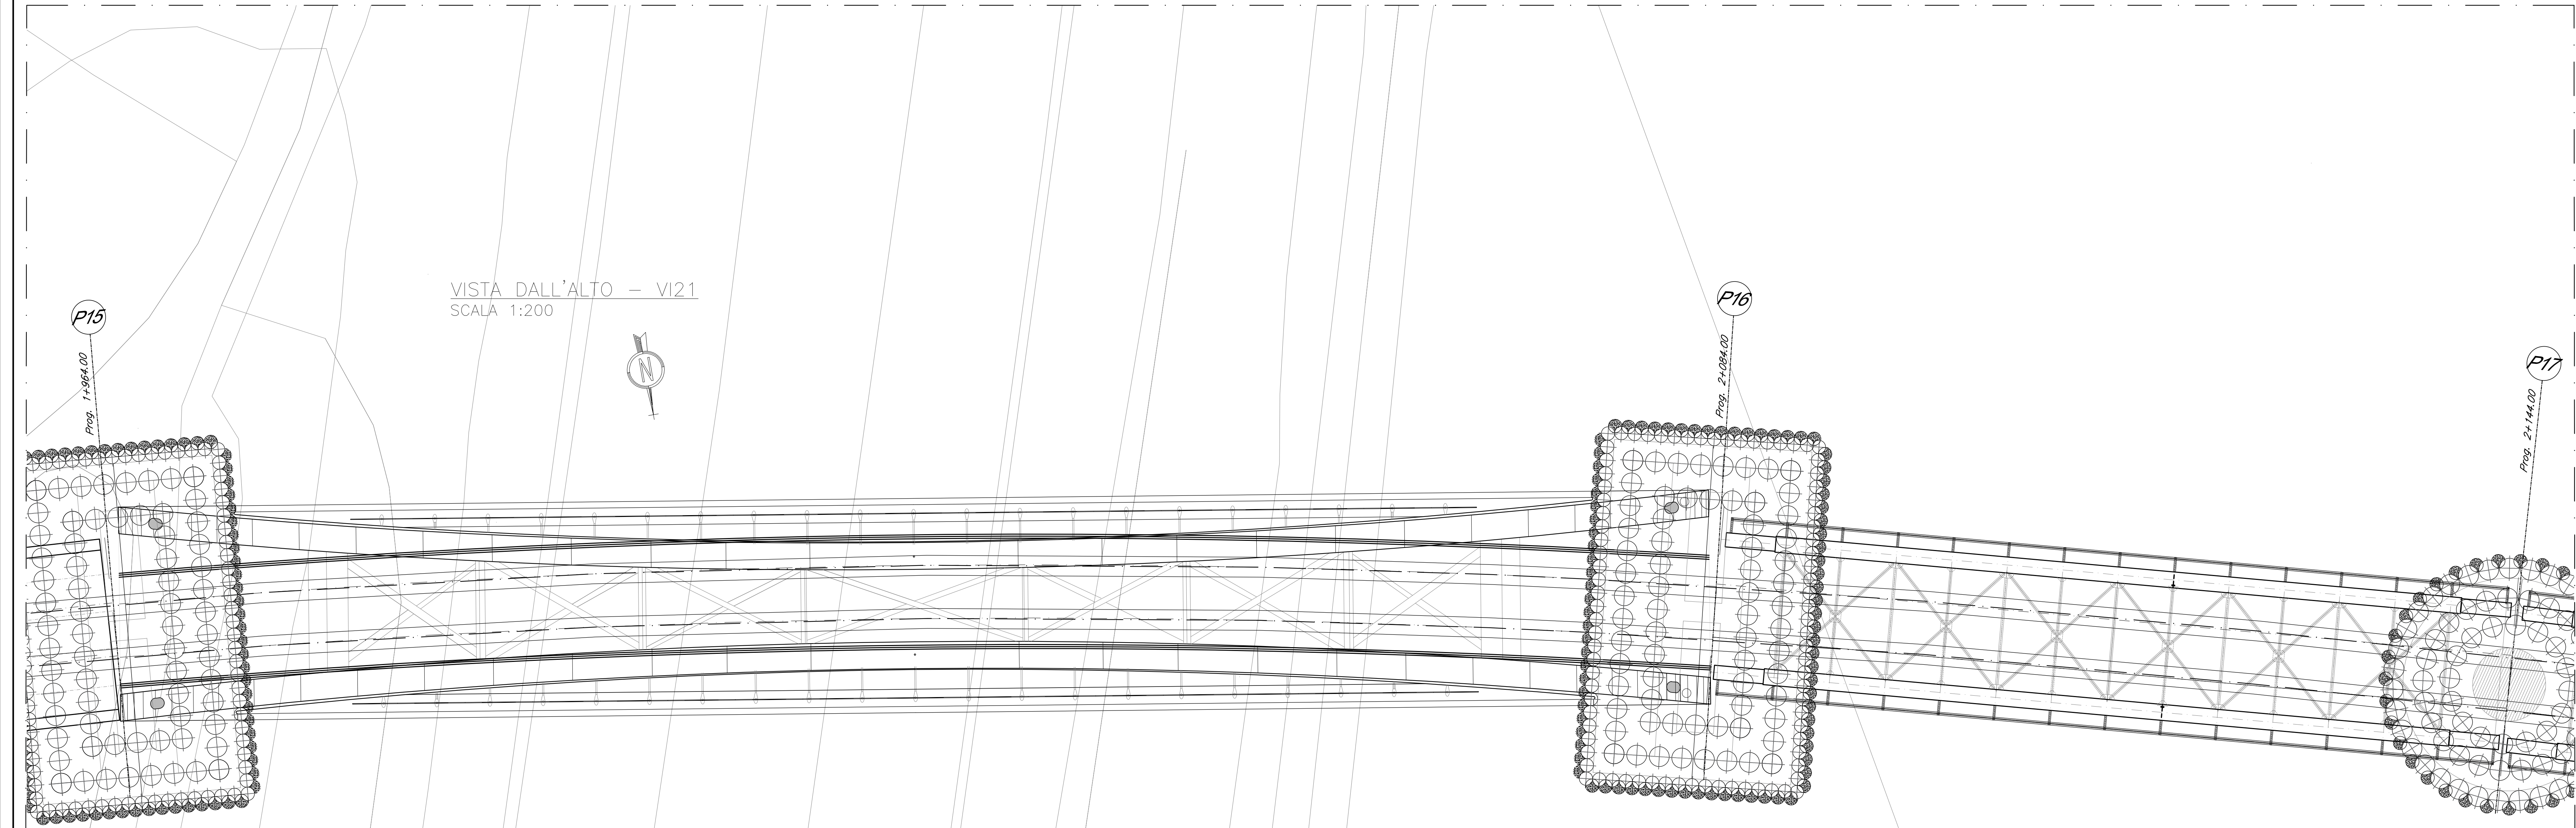 VISTA DALL'ALTO – VI21
SCALA 1:200
N
P15
Prog. 1+964.00
P16
Prog. 2+084.00
P17
Prog. 2+144.00